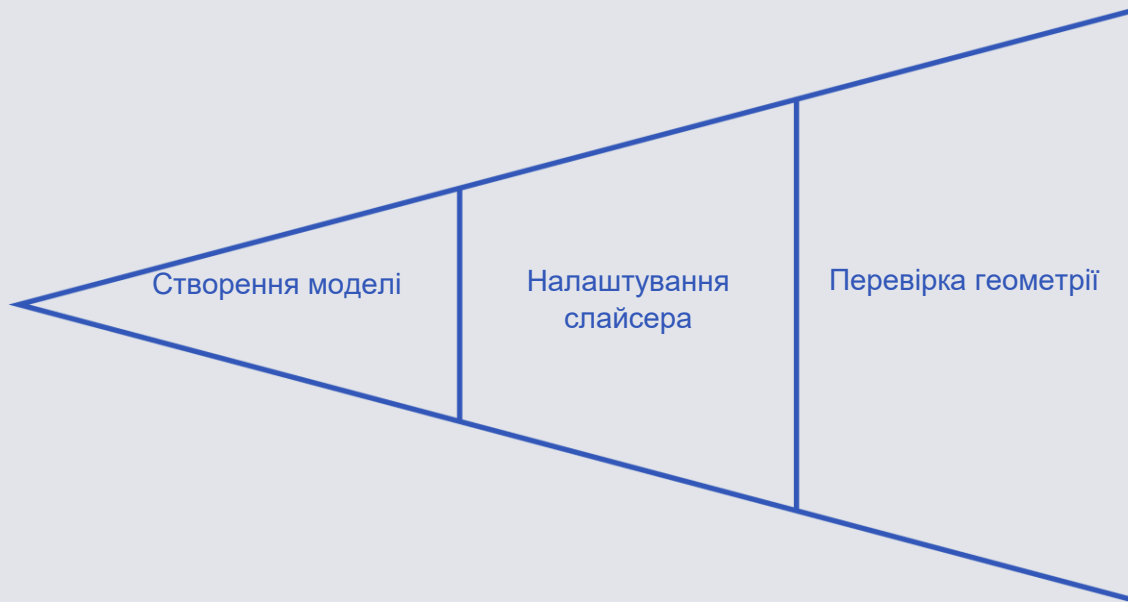 Створення моделі
Налаштування
слайсера
Перевірка геометрії